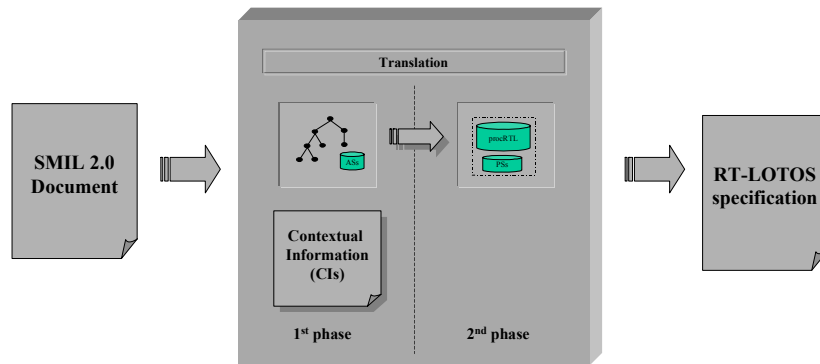 Translation
SMIL 2.0
Document
ASs
procRTL
PSs
RT-LOTOS
specification
Contextual
Information
(CIs)
1st phase
2nd phase